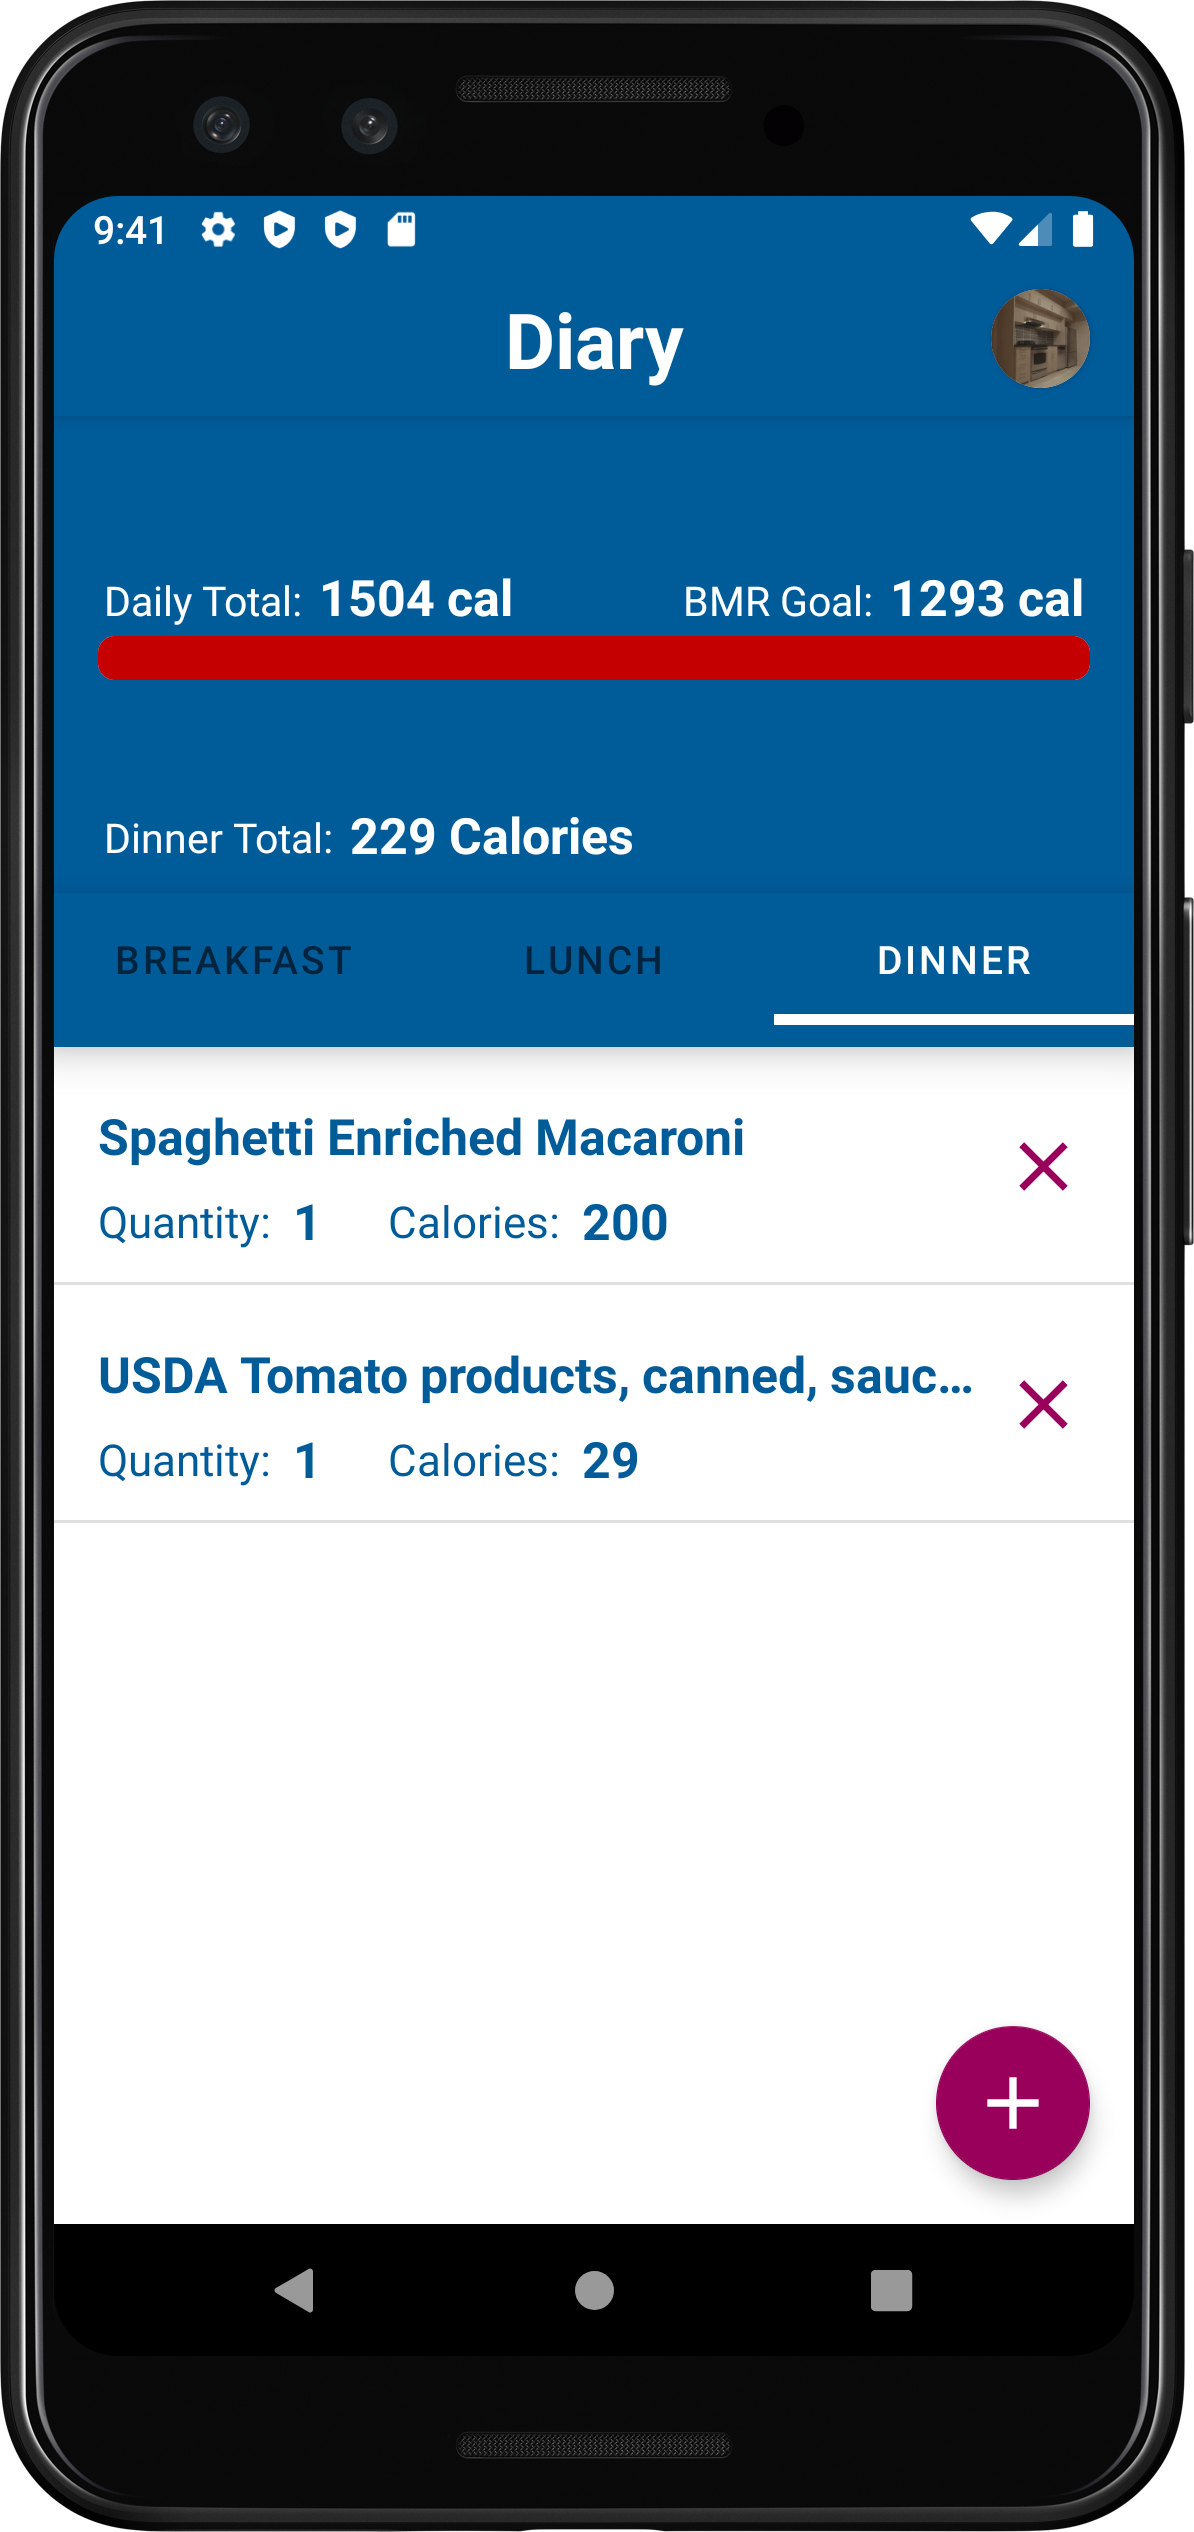 9:41
Diary
Daily Total: 1504 cal BMR Goal: 1293 cal
Dinner Total: 229 Calories
BREAKFAST LUNCH DINNER
Spaghetti Enriched Macaroni
Quantity: 1 Calories: 200
USDA Tomato products, canned, sauc...
Quantity: 1 Calories: 29